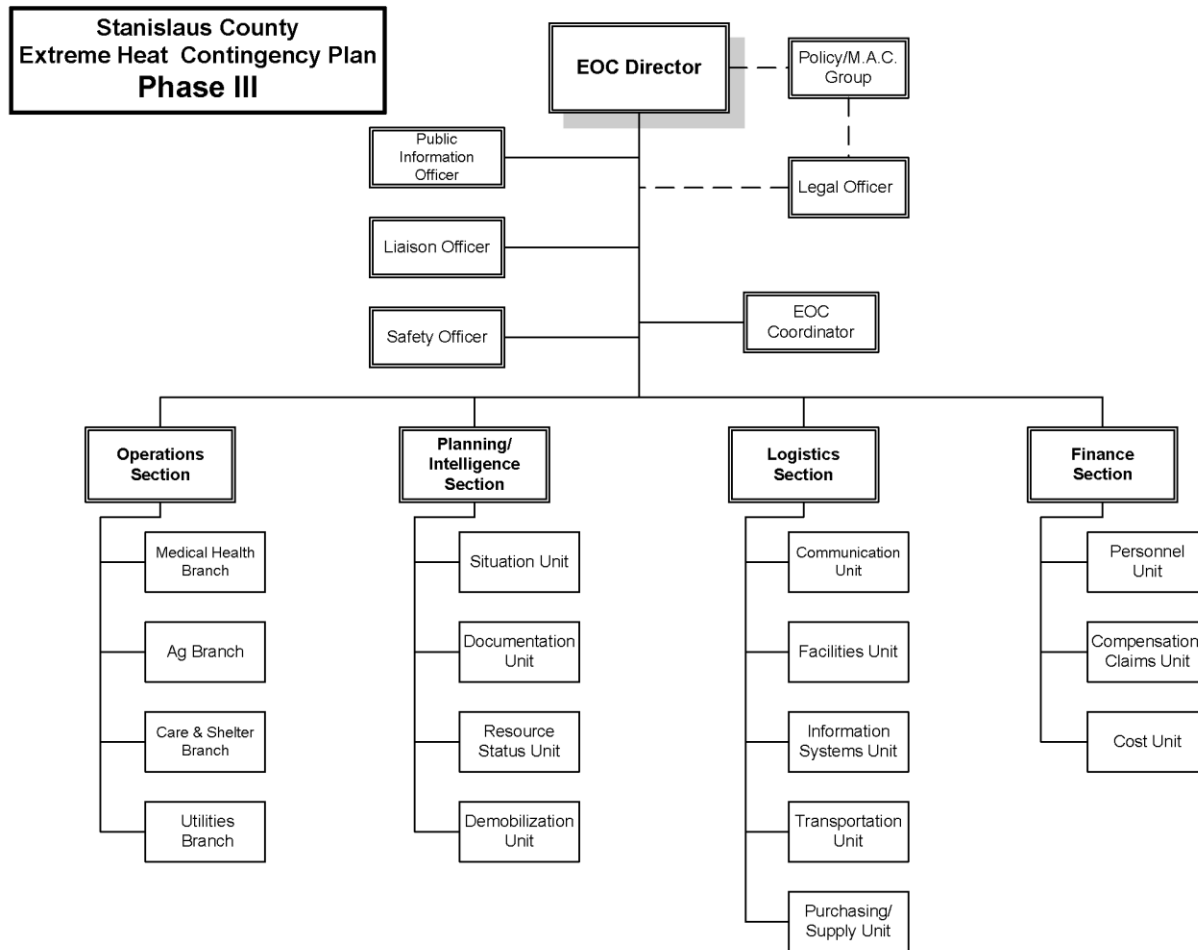 Stanislaus County
Extreme Heat Contingency Plan
Phase III
EOC Director
Policy/M.A.C.
Group
Public
Information
Officer
Legal Officer
Liaison Officer
EOC
Coordinator
Safety Officer
Operations
Section
Planning/
Intelligence
Section
Logistics
Section
Finance
Section
Medical Health
Branch
Situation Unit
Communication
Unit
Personnel
Unit
Ag Branch
Documentation
Unit
Facilities Unit
Compensation
Claims Unit
Care & Shelter
Branch
Resource
Status Unit
Information
Systems Unit
Cost Unit
Utilities
Branch
Demobilization
Unit
Transportation
Unit
Purchasing/
Supply Unit